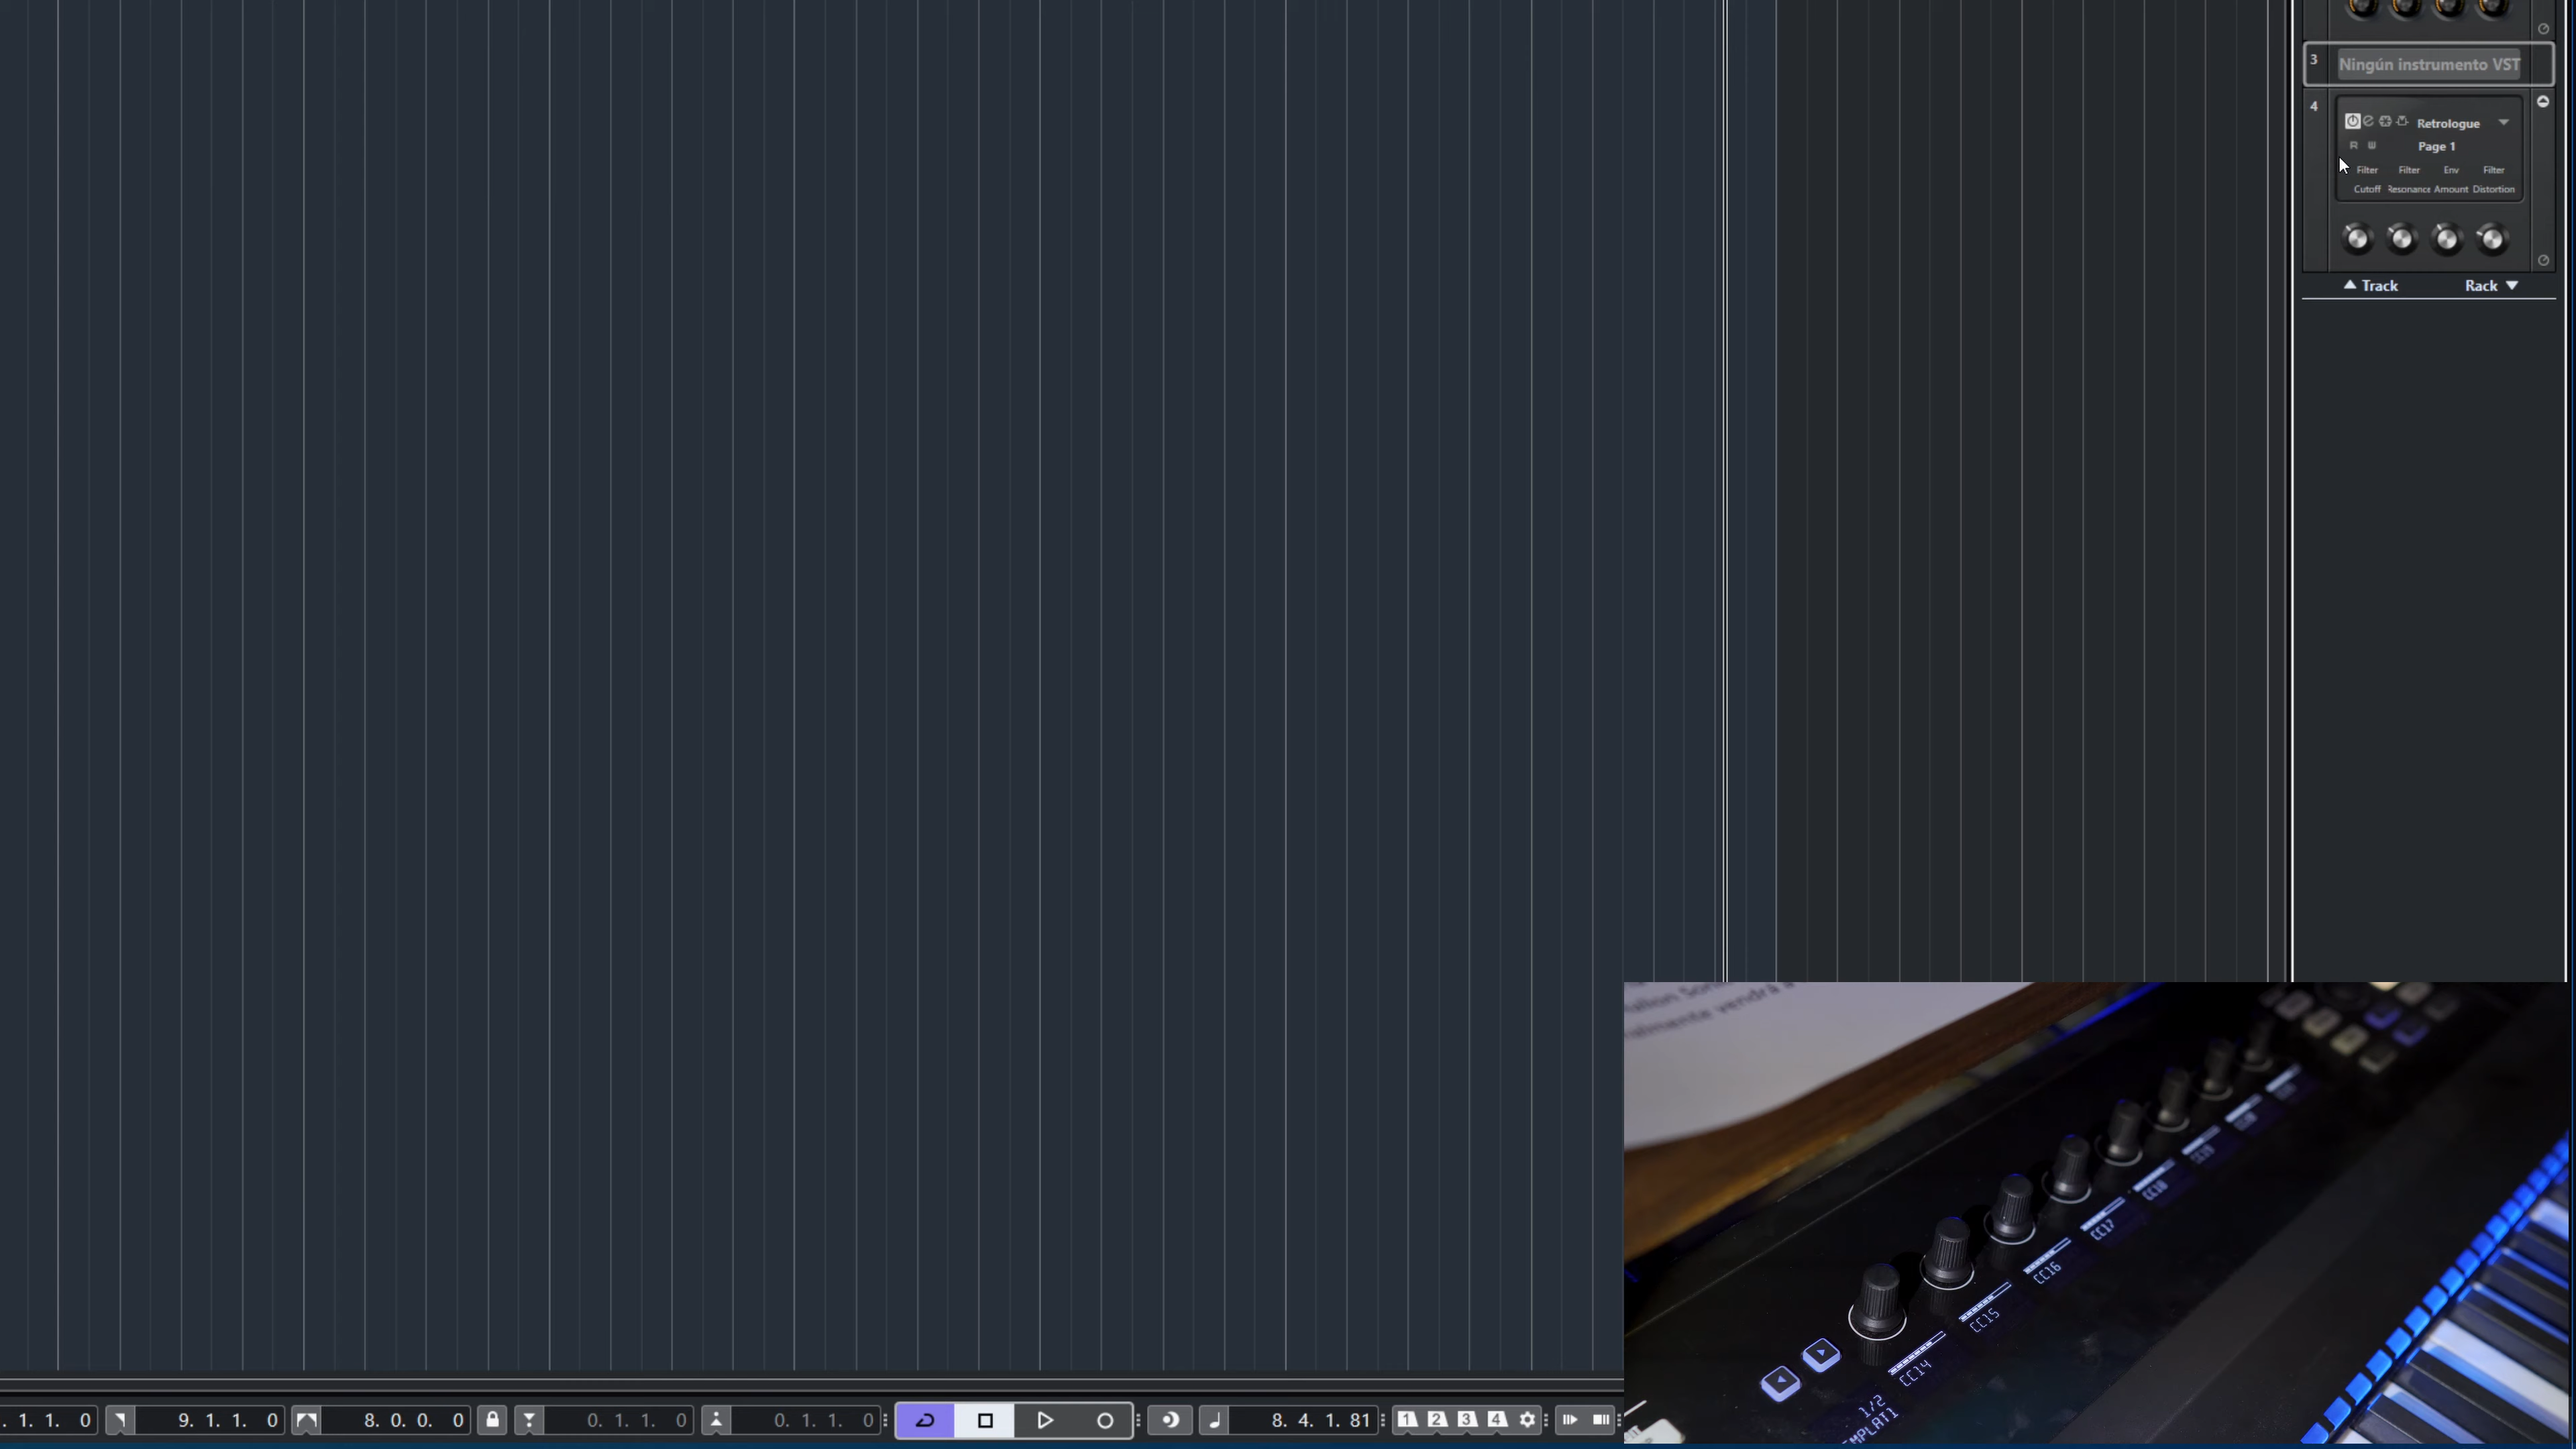 3 Ningún instrumento VST
4 Retrologue
R W Page 1
Filter Filter Env Filter
Cutoff Resonance Amount Distortion
Track Rack
. 1. 1. 0 9. 1. 1. 0 8. 0. 0. 0 0. 1. 1. 0 0. 1. 1. 0 8. 4. 1. 81 1 2 3 4
vendrá a
CC19
CC18
CC17
CC16
CC15
CC14
1/2